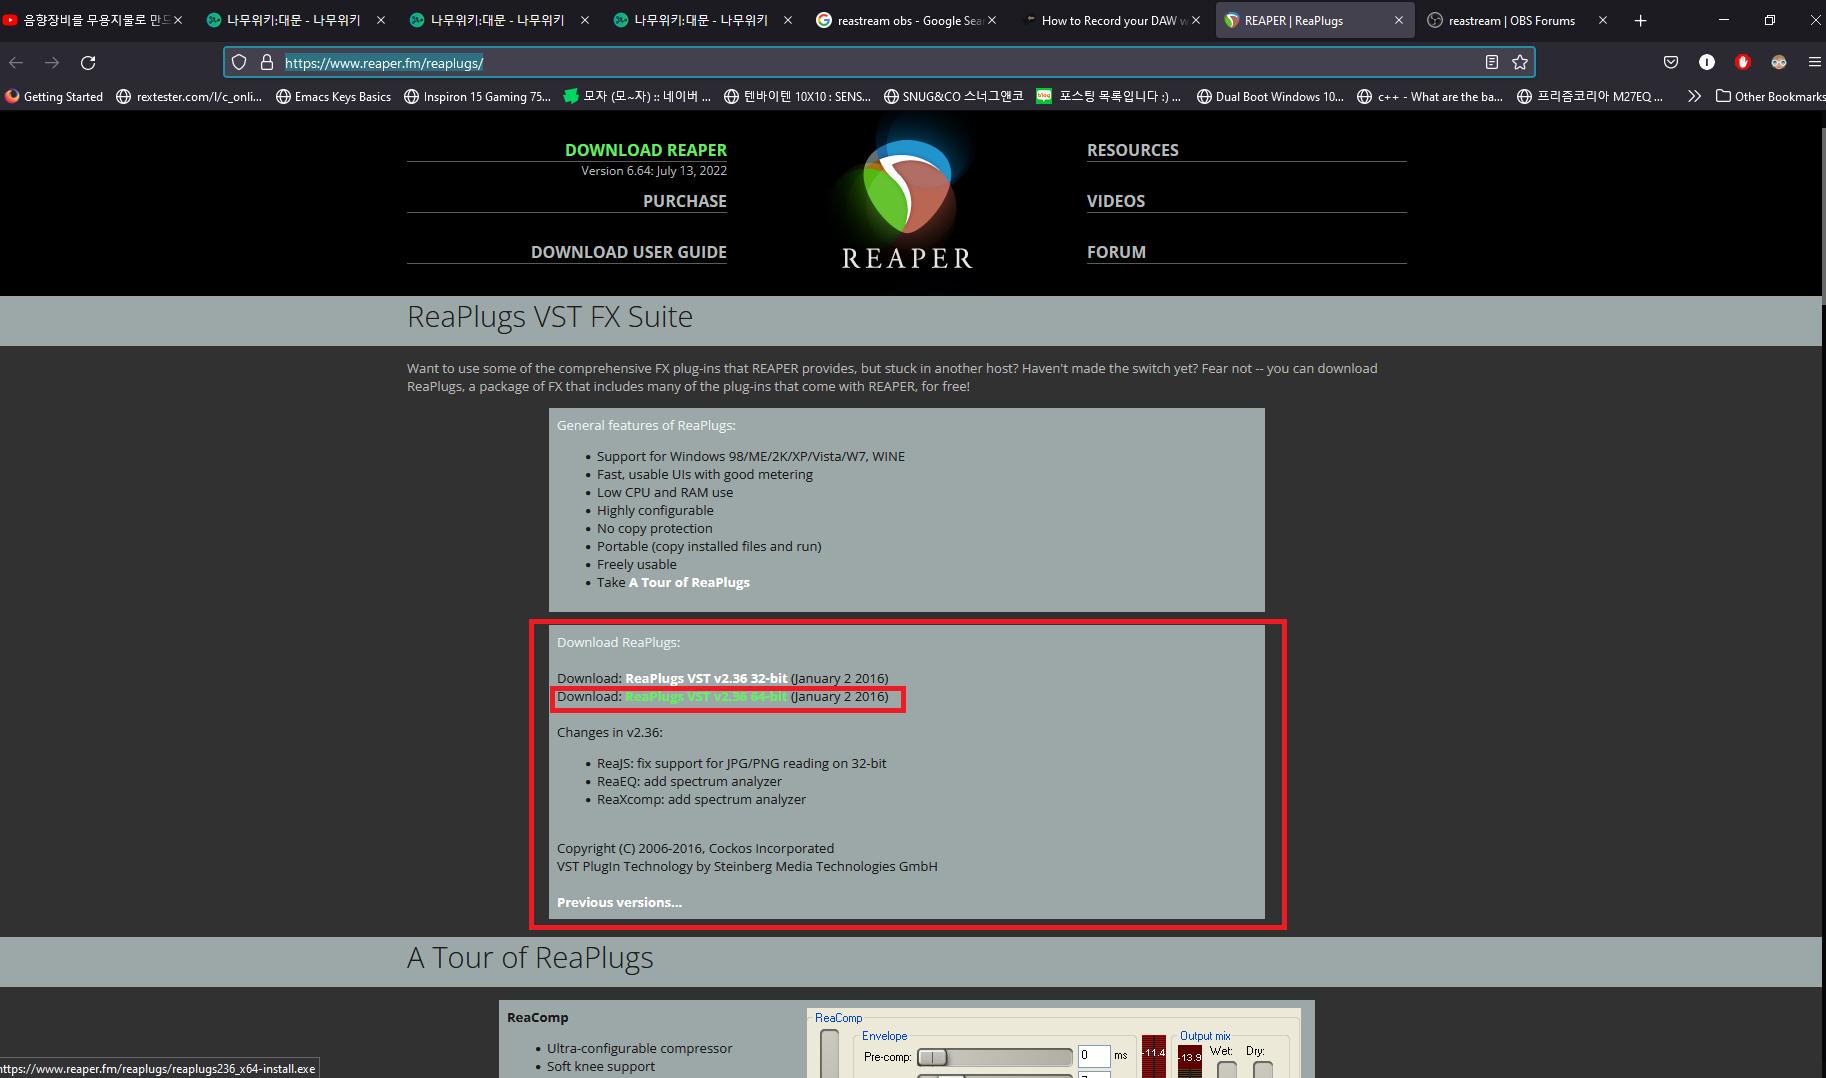 음향장비를 무용지물로 만드
나무위키:대문 - 나무위키
나무위키:대문 - 나무위키
나무위키:대문 - 나무위키
reastream obs - Google Sea
How to Record your DAW w
REAPER | ReaPlugs
reastream | OBS Forums
https://www.reaper.fm/reaplugs/
Getting Started
rextester.com/l/c_onli...
Emacs Keys Basics
Inspiron 15 Gaming 75...
모자 (모~자) :: 네이버 ...
텐바이텐 10X10 : SENS...
SNUG&CO 스너그앤코
포스팅 목록입니다 :) ...
Dual Boot Windows 10...
c++ - What are the ba...
프리즘코리아 M27EQ ...
Other Bookmarks
DOWNLOAD REAPER
Version 6.64: July 13, 2022
PURCHASE
DOWNLOAD USER GUIDE
REAPER
RESOURCES
VIDEOS
FORUM
ReaPlugs VST FX Suite
Want to use some of the comprehensive FX plug-ins that REAPER provides, but stuck in another host? Haven't made the switch yet? Fear not -- you can download
ReaPlugs, a package of FX that includes many of the plug-ins that come with REAPER, for free!
General features of ReaPlugs:
Support for Windows 98/ME/2K/XP/Vista/W7, WINE
Fast, usable UIs with good metering
Low CPU and RAM use
Highly configurable
No copy protection
Portable (copy installed files and run)
Freely usable
Take A Tour of ReaPlugs
Download ReaPlugs:
Download: ReaPlugs VST v2.36 32-bit (January 2 2016)
Download: ReaPlugs VST v2.36 64-bit (January 2 2016)
Changes in v2.36:
ReaJS: fix support for JPG/PNG reading on 32-bit
ReaEQ: add spectrum analyzer
ReaXcomp: add spectrum analyzer
Copyright (C) 2006-2016, Cockos Incorporated
VST PlugIn Technology by Steinberg Media Technologies GmbH
Previous versions...
A Tour of ReaPlugs
ReaComp
Ultra-configurable compressor
Soft knee support
ReaComp
Envelope
Pre-comp:
0
ms
-11.4
Output mix
-13.9
Wet:
Dry:
https://www.reaper.fm/reaplugs/reaplugs236_x64-install.exe